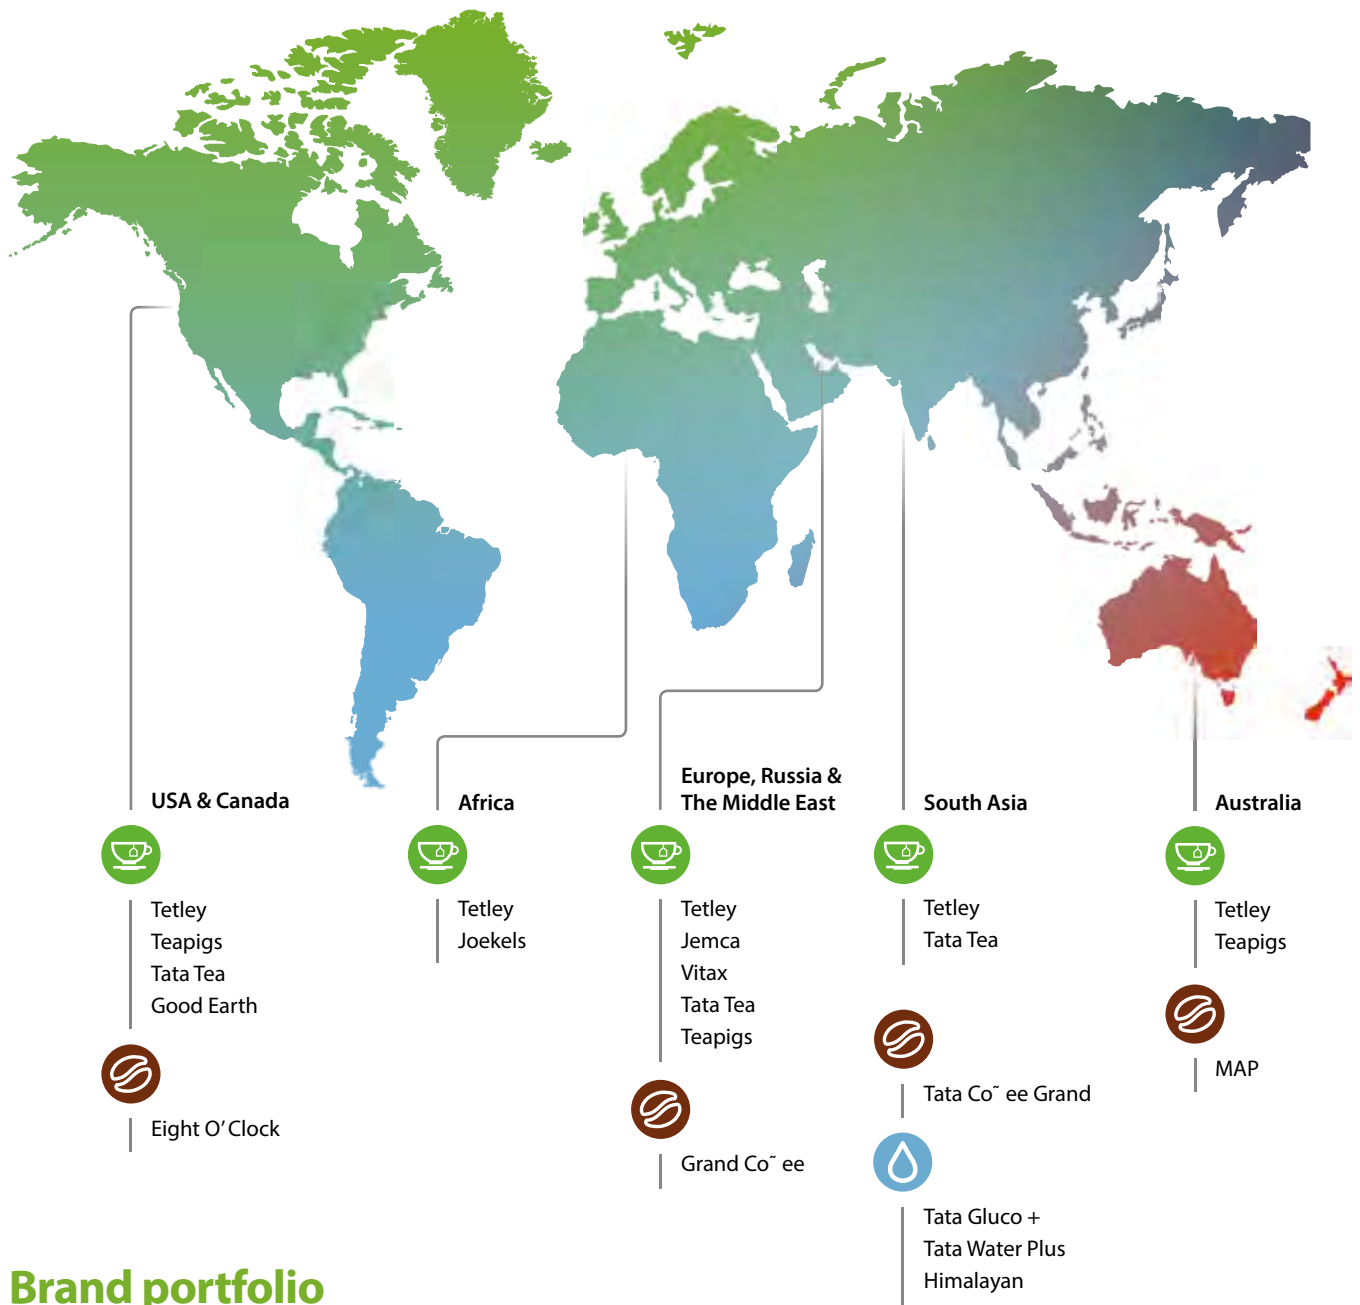 USA & Canada
Tetley
Teapigs
Tata Tea
Good Earth
Eight O’ Clock
Africa
Tetley
Joekels
Europe, Russia &
The Middle East
Tetley
Jemca
Vitax
Tata Tea
Teapigs
Grand Co˜ ee
South Asia
Tetley
Tata Tea
Tata Co˜ ee Grand
Tata Gluco +
Tata Water Plus
Himalayan
Australia
Tetley
Teapigs
MAP
Brand portfolio